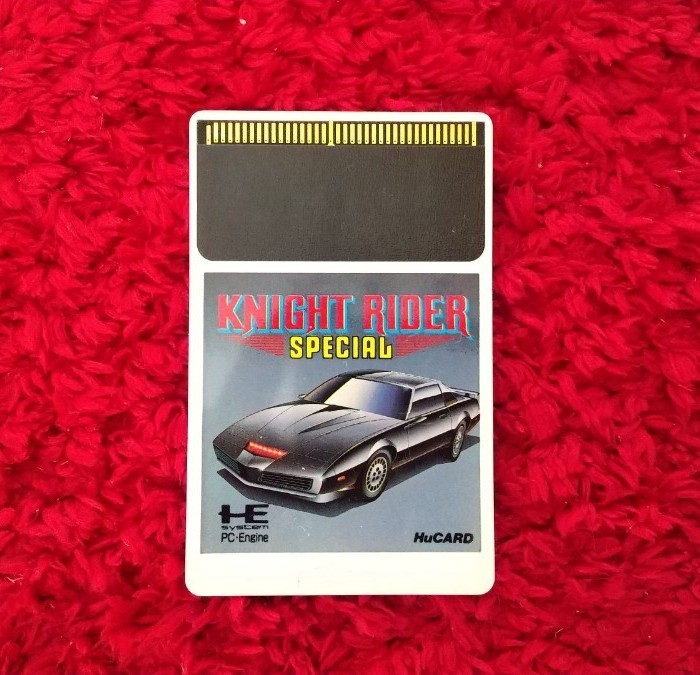 KNIGHT RIDER
SPECIAL
HE
system
PC-Engine
HuCARD